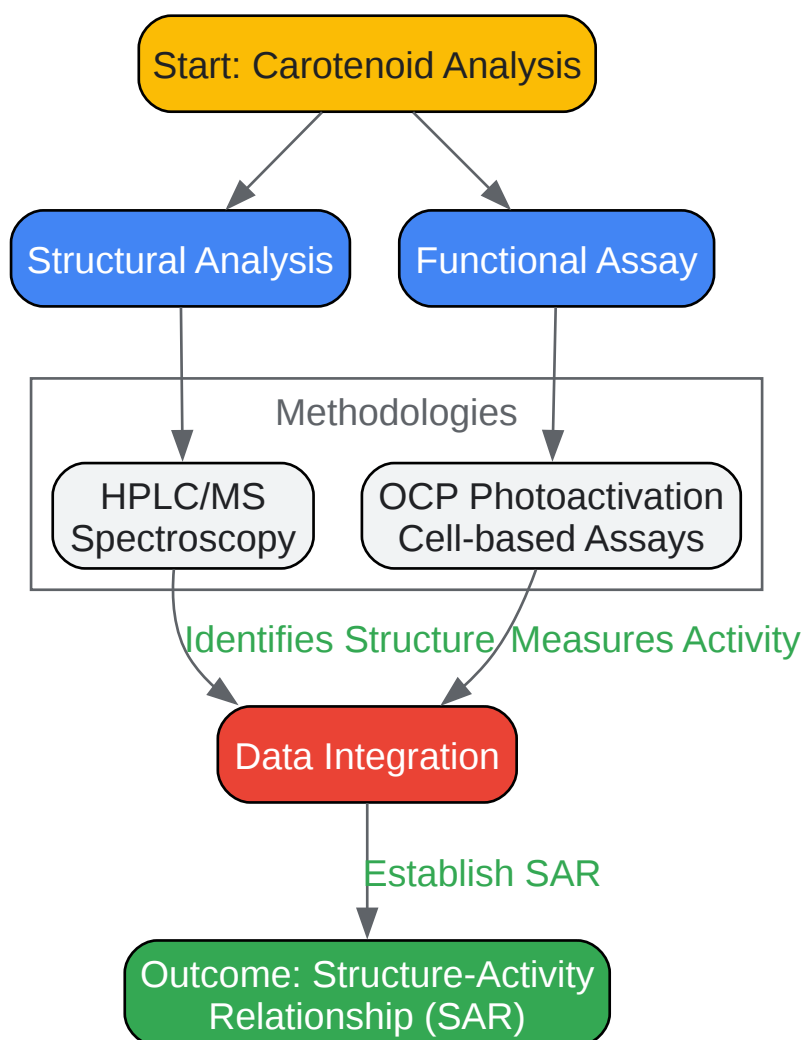 Start: Carotenoid Analysis
Structural Analysis
Functional Assay
Methodologies
HPLC/MS
Spectroscopy
OCP Photoactivation
Cell-based Assays
Identifies Structure
Measures Activity
Data Integration
Establish SAR
Outcome: Structure-Activity
Relationship (SAR)